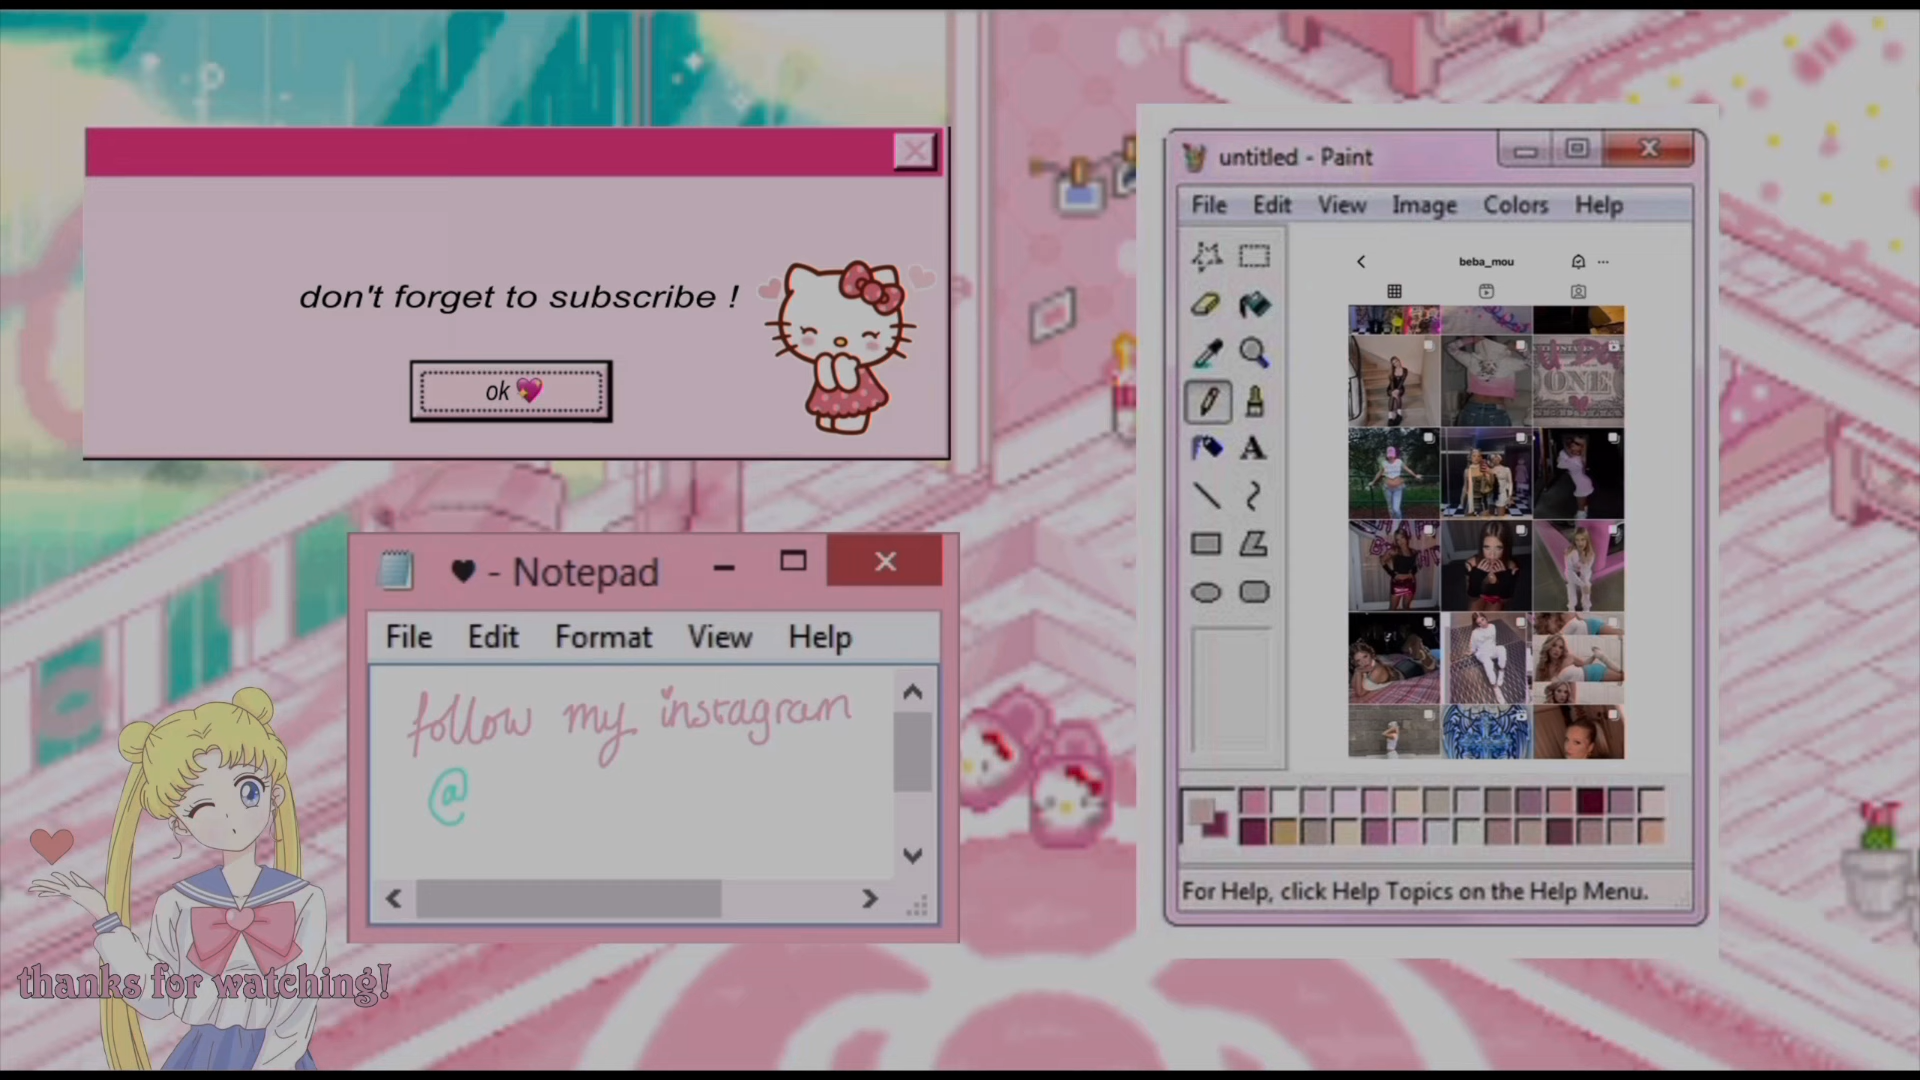 don't forget to subscribe !
ok
untitled - Paint
File Edit View Image Colors Help
beba_mou
ONE
For Help, click Help Topics on the Help Menu.
♥ - Notepad
File Edit Format View Help
follow my instagram
@
thanks for watching!